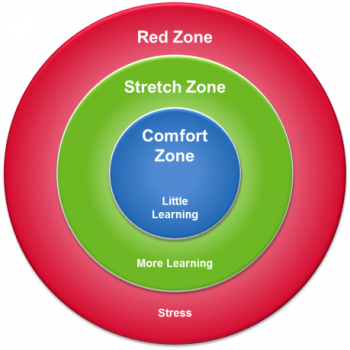 Red Zone
Stretch Zone
Comfort
Zone
Little
Learning
More Learning
Stress